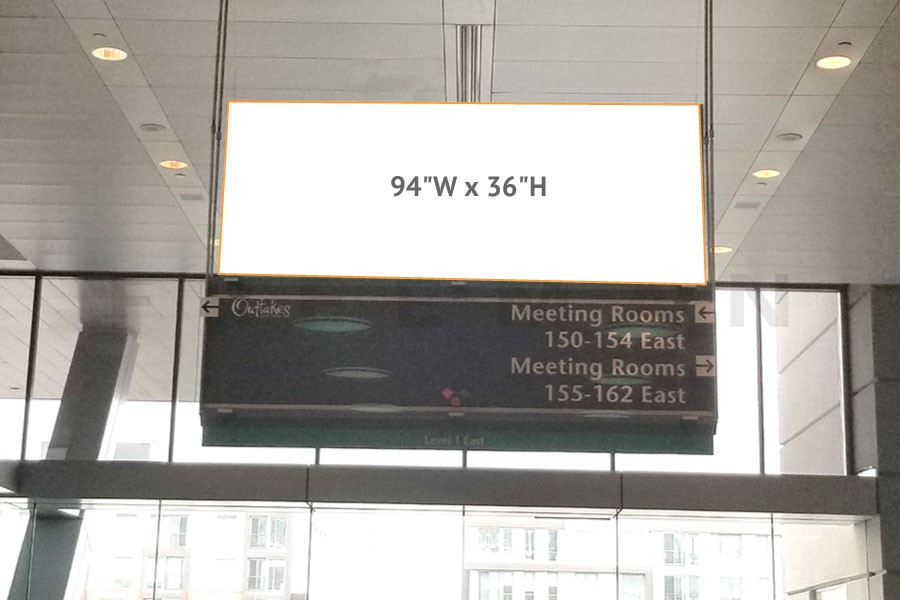 94"W x 36"H
Outtakes
Meeting Rooms
150-154 East
Meeting Rooms
155-162 East
Level 1 East